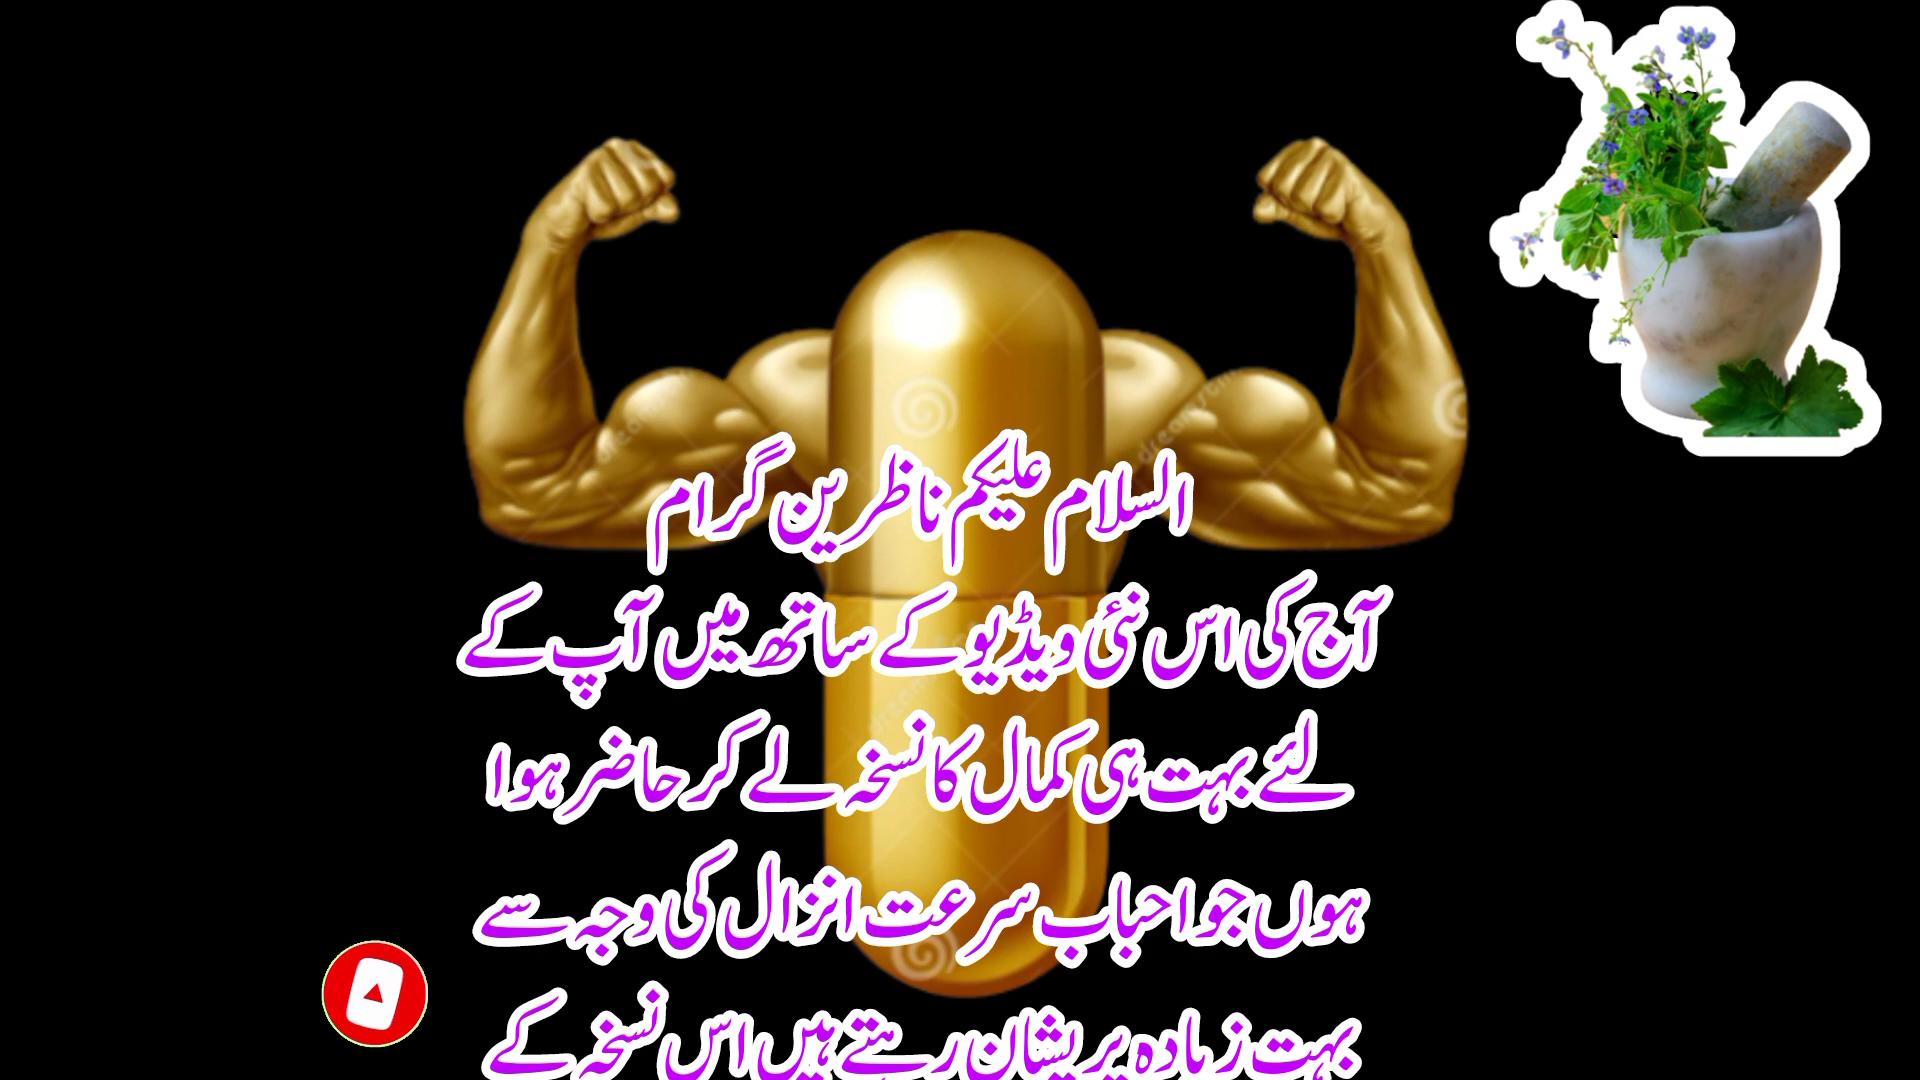 السلام علیکم ناظرین گرام
آج کی اس نئی ویڈیو کے ساتھ میں آپ کے
لئے بہت ہی کمال کا نسخہ لے کر حاضر ہوا
ہوں جو احباب سرعت انزال کی وجہ سے
بہت زیادہ پریشان رہتے ہیں اس نسخہ کے